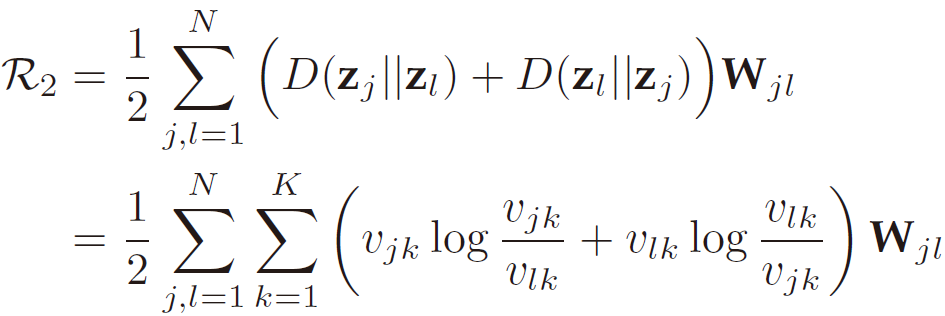 \mathcal{R}_2 = \frac{1}{2} \sum_{j,l=1}^{N} \Big( D(\mathbf{z}_j||\mathbf{z}_l) + D(\mathbf{z}_l||\mathbf{z}_j) \Big) \mathbf{W}_{jl}
= \frac{1}{2} \sum_{j,l=1}^{N} \sum_{k=1}^{K} \left( v_{jk} \log \frac{v_{jk}}{v_{lk}} + v_{lk} \log \frac{v_{lk}}{v_{jk}} \right) \mathbf{W}_{jl}